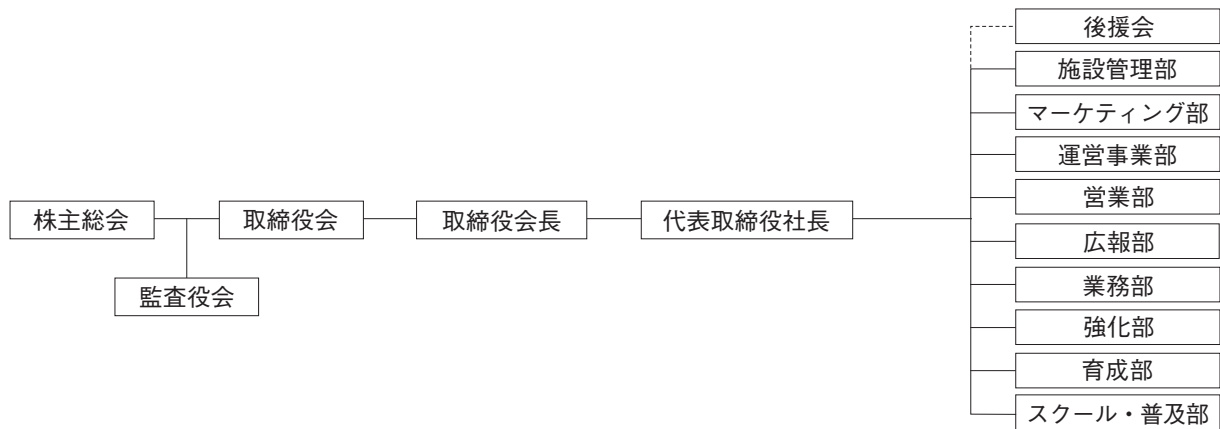 株主総会
監査役会
取締役会
取締役会長
代表取締役社長
後援会
施設管理部
マーケティング部
運営事業部
営業部
広報部
業務部
強化部
育成部
スクール・普及部